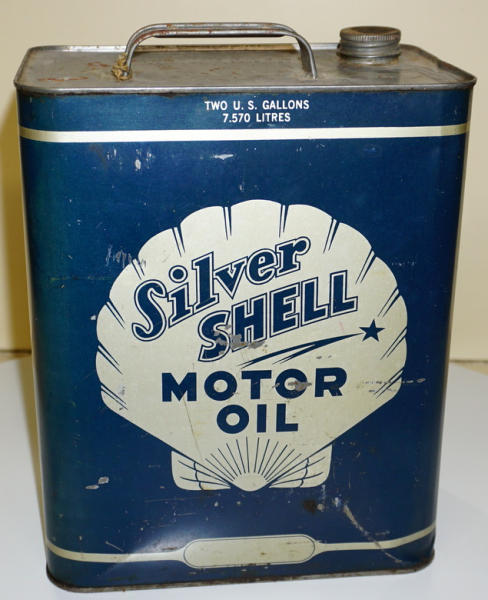 TWO U.S. GALLONS
7.570 LITRES
Silver
SHELL
MOTOR
OIL